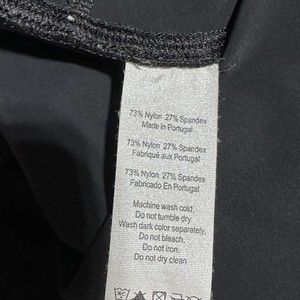 73% Nylon 27% Spandex
Made in Portugal
73% Nylon 27% Spandex
Fabriqué aux Portugal
73% Nylon 27% Spandex
Fabricado En Portugal
Machine wash cold,
Do not tumble dry
Wash dark color separately,
Do not bleach,
Do not iron.
Do not dry clean